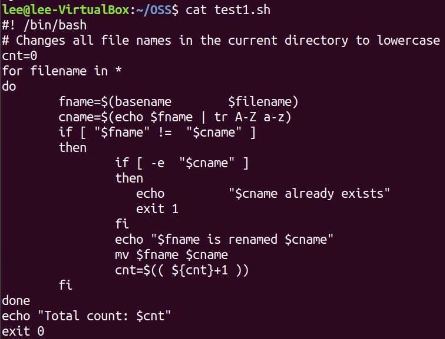 lee@lee-VirtualBox:~/OSS$ cat test1.sh
#! /bin/bash
# Changes all file names in the current directory to lowercase
cnt=0
for filename in *
do
        fname=$(basename        $filename)
        cname=$(echo $fname | tr A-Z a-z)
        if [ "$fname" !=  "$cname" ]
        then
                if [ -e  "$cname" ]
                then
                   echo         "$cname already exists"
                   exit 1
                fi
                echo "$fname is renamed $cname"
                mv $fname $cname
                cnt=$(( ${cnt}+1 ))
        fi
done
echo "Total count: $cnt"
exit 0